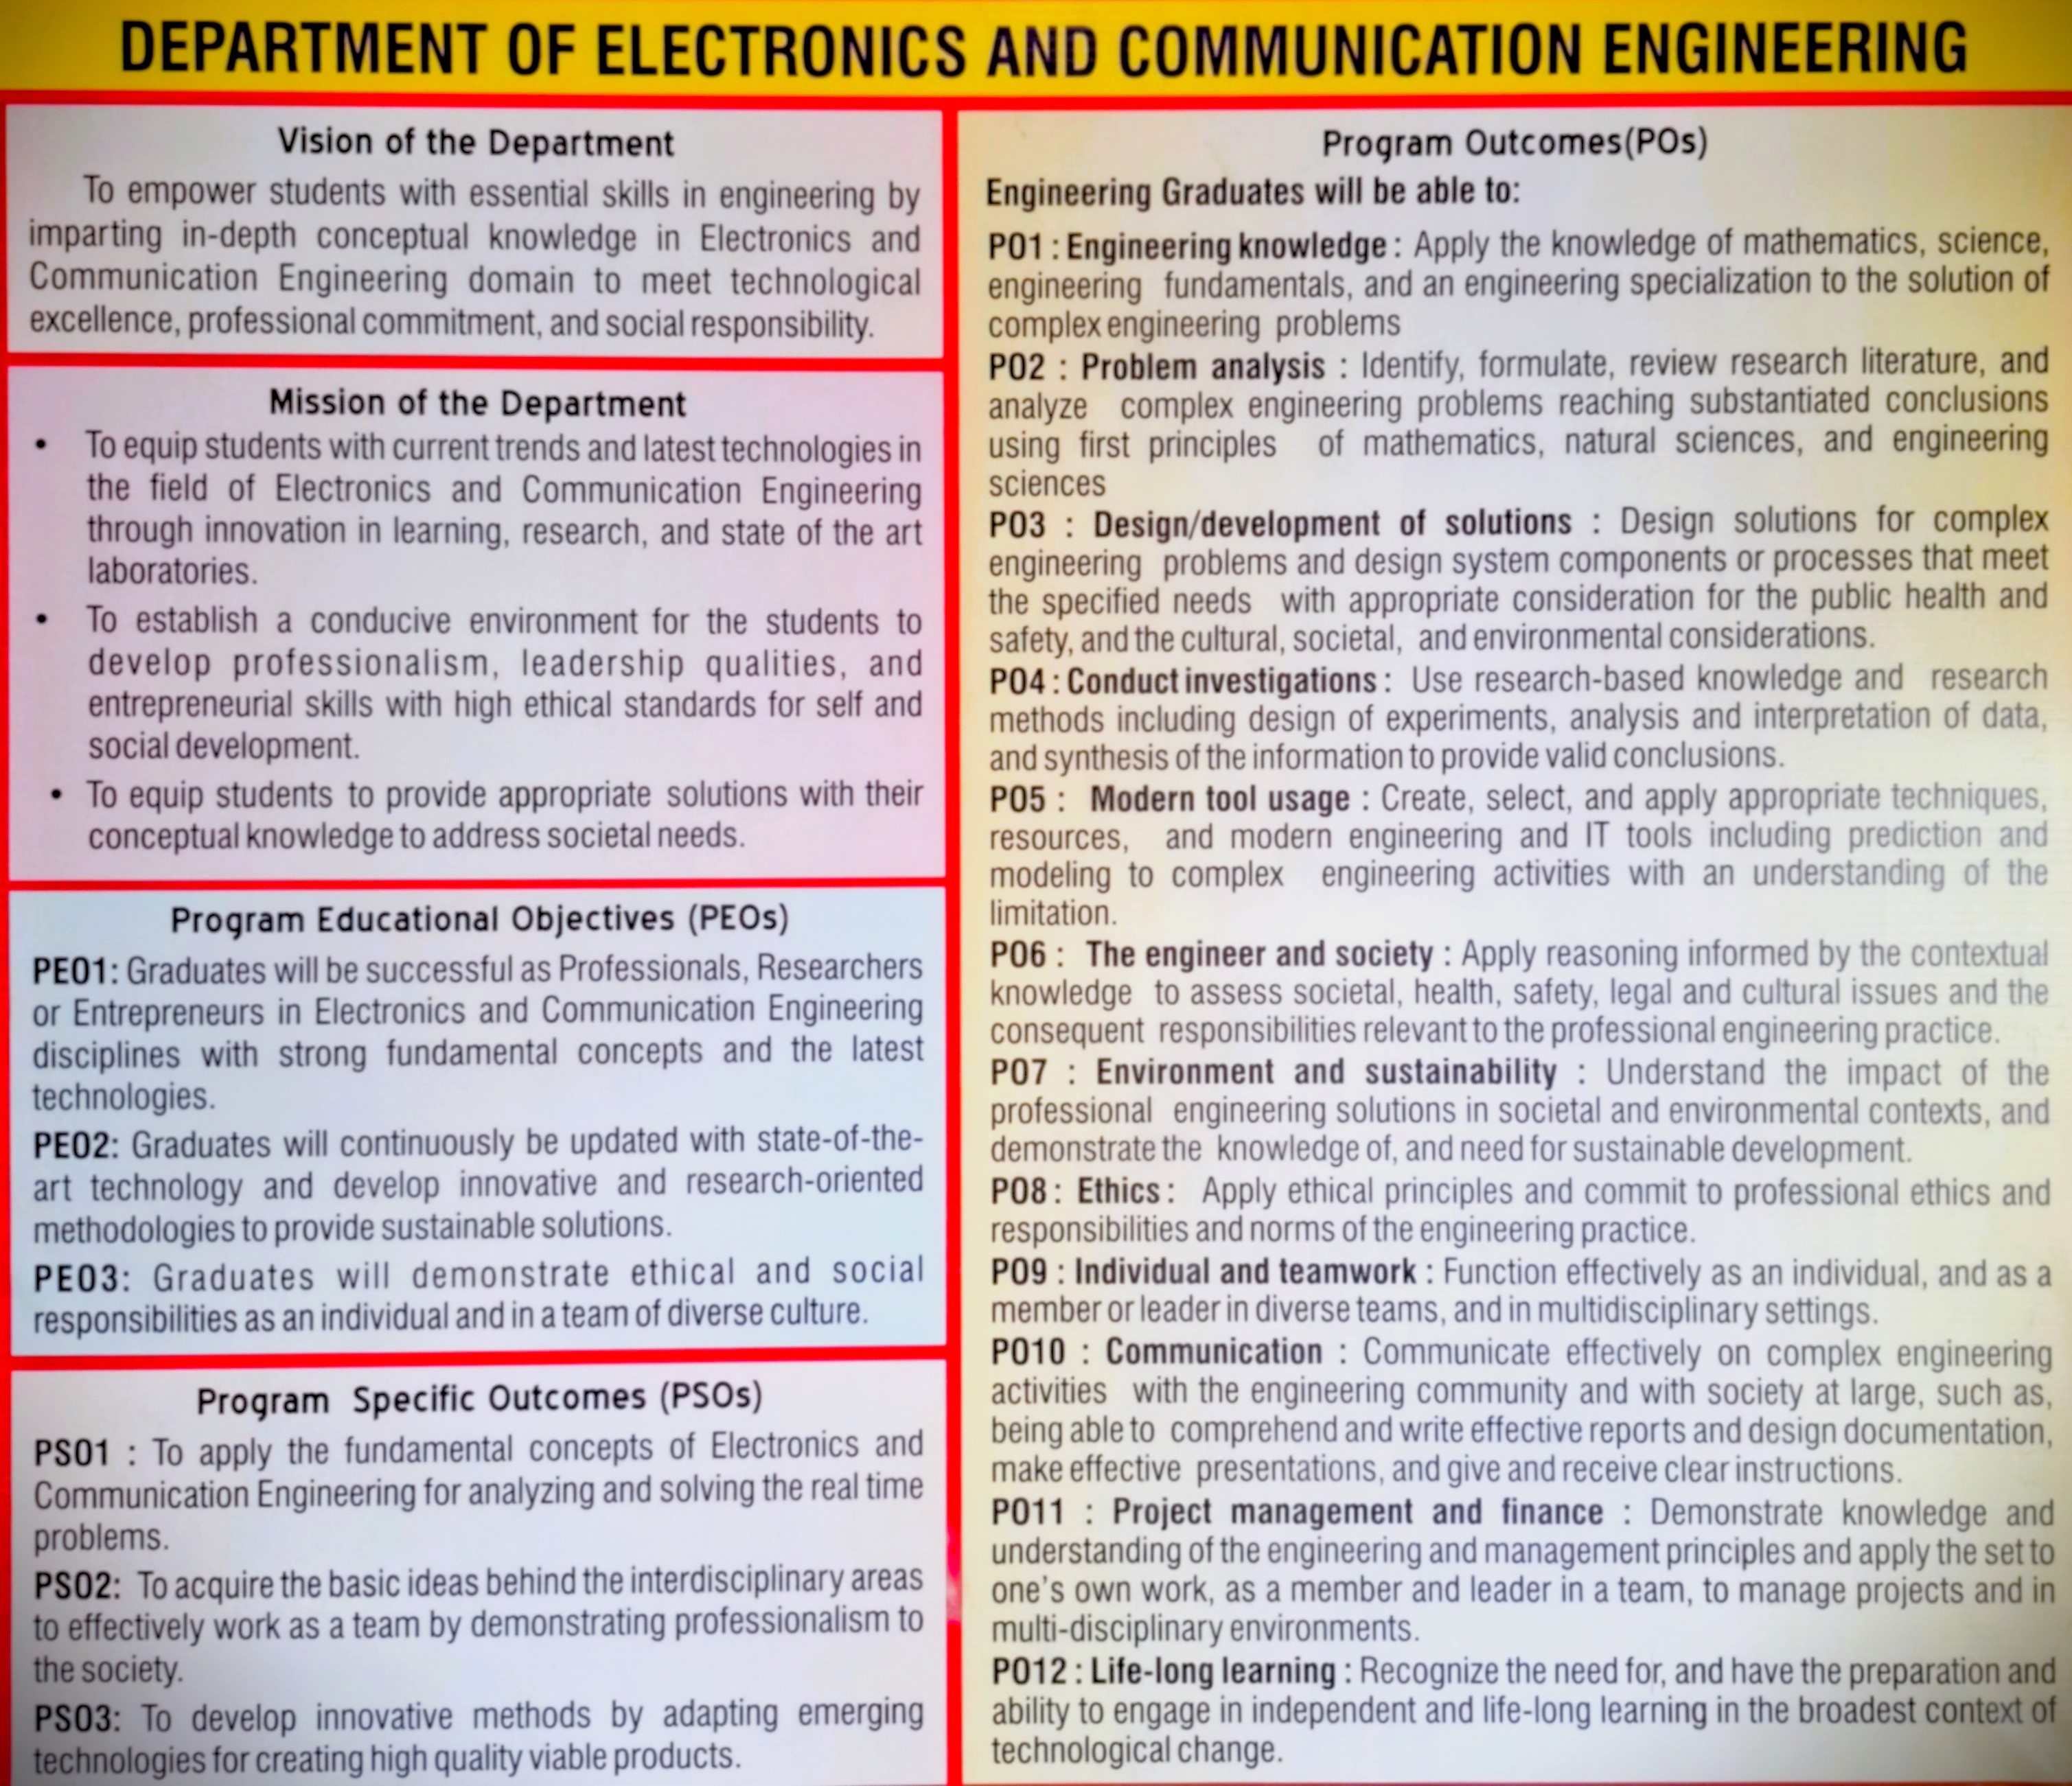 DEPARTMENT OF ELECTRONICS AND COMMUNICATION ENGINEERING
Vision of the Department
To empower students with essential skills in engineering by
imparting in-depth conceptual knowledge in Electronics and
Communication Engineering domain to meet technological
excellence, professional commitment, and social responsibility.
Mission of the Department
• To equip students with current trends and latest technologies in
the field of Electronics and Communication Engineering
through innovation in learning, research, and state of the art
laboratories.
• To establish a conducive environment for the students to
develop professionalism, leadership qualities, and
entrepreneurial skills with high ethical standards for self and
social development.
• To equip students to provide appropriate solutions with their
conceptual knowledge to address societal needs.
Program Educational Objectives (PEOs)
PEO1: Graduates will be successful as Professionals, Researchers
or Entrepreneurs in Electronics and Communication Engineering
disciplines with strong fundamental concepts and the latest
technologies.
PEO2: Graduates will continuously be updated with state-of-the-
art technology and develop innovative and research-oriented
methodologies to provide sustainable solutions.
PEO3: Graduates will demonstrate ethical and social
responsibilities as an individual and in a team of diverse culture.
Program Specific Outcomes (PSOs)
PSO1 : To apply the fundamental concepts of Electronics and
Communication Engineering for analyzing and solving the real time
problems.
PSO2: To acquire the basic ideas behind the interdisciplinary areas
to effectively work as a team by demonstrating professionalism to
the society.
PSO3: To develop innovative methods by adapting emerging
technologies for creating high quality viable products.
Program Outcomes(POs)
Engineering Graduates will be able to:
PO1 : Engineering knowledge : Apply the knowledge of mathematics, science,
engineering fundamentals, and an engineering specialization to the solution of
complex engineering problems
PO2 : Problem analysis : Identify, formulate, review research literature, and
analyze complex engineering problems reaching substantiated conclusions
using first principles of mathematics, natural sciences, and engineering
sciences
PO3 : Design/development of solutions : Design solutions for complex
engineering problems and design system components or processes that meet
the specified needs with appropriate consideration for the public health and
safety, and the cultural, societal, and environmental considerations.
PO4 : Conduct investigations : Use research-based knowledge and research
methods including design of experiments, analysis and interpretation of data,
and synthesis of the information to provide valid conclusions.
PO5 : Modern tool usage : Create, select, and apply appropriate techniques,
resources, and modern engineering and IT tools including prediction and
modeling to complex engineering activities with an understanding of the
limitation.
PO6 : The engineer and society : Apply reasoning informed by the contextual
knowledge to assess societal, health, safety, legal and cultural issues and the
consequent responsibilities relevant to the professional engineering practice.
PO7 : Environment and sustainability : Understand the impact of the
professional engineering solutions in societal and environmental contexts, and
demonstrate the knowledge of, and need for sustainable development.
PO8 : Ethics : Apply ethical principles and commit to professional ethics and
responsibilities and norms of the engineering practice.
PO9 : Individual and teamwork : Function effectively as an individual, and as a
member or leader in diverse teams, and in multidisciplinary settings.
PO10 : Communication : Communicate effectively on complex engineering
activities with the engineering community and with society at large, such as,
being able to comprehend and write effective reports and design documentation,
make effective presentations, and give and receive clear instructions.
PO11 : Project management and finance : Demonstrate knowledge and
understanding of the engineering and management principles and apply the set to
one's own work, as a member and leader in a team, to manage projects and in
multi-disciplinary environments.
PO12 : Life-long learning : Recognize the need for, and have the preparation and
ability to engage in independent and life-long learning in the broadest context of
technological change.